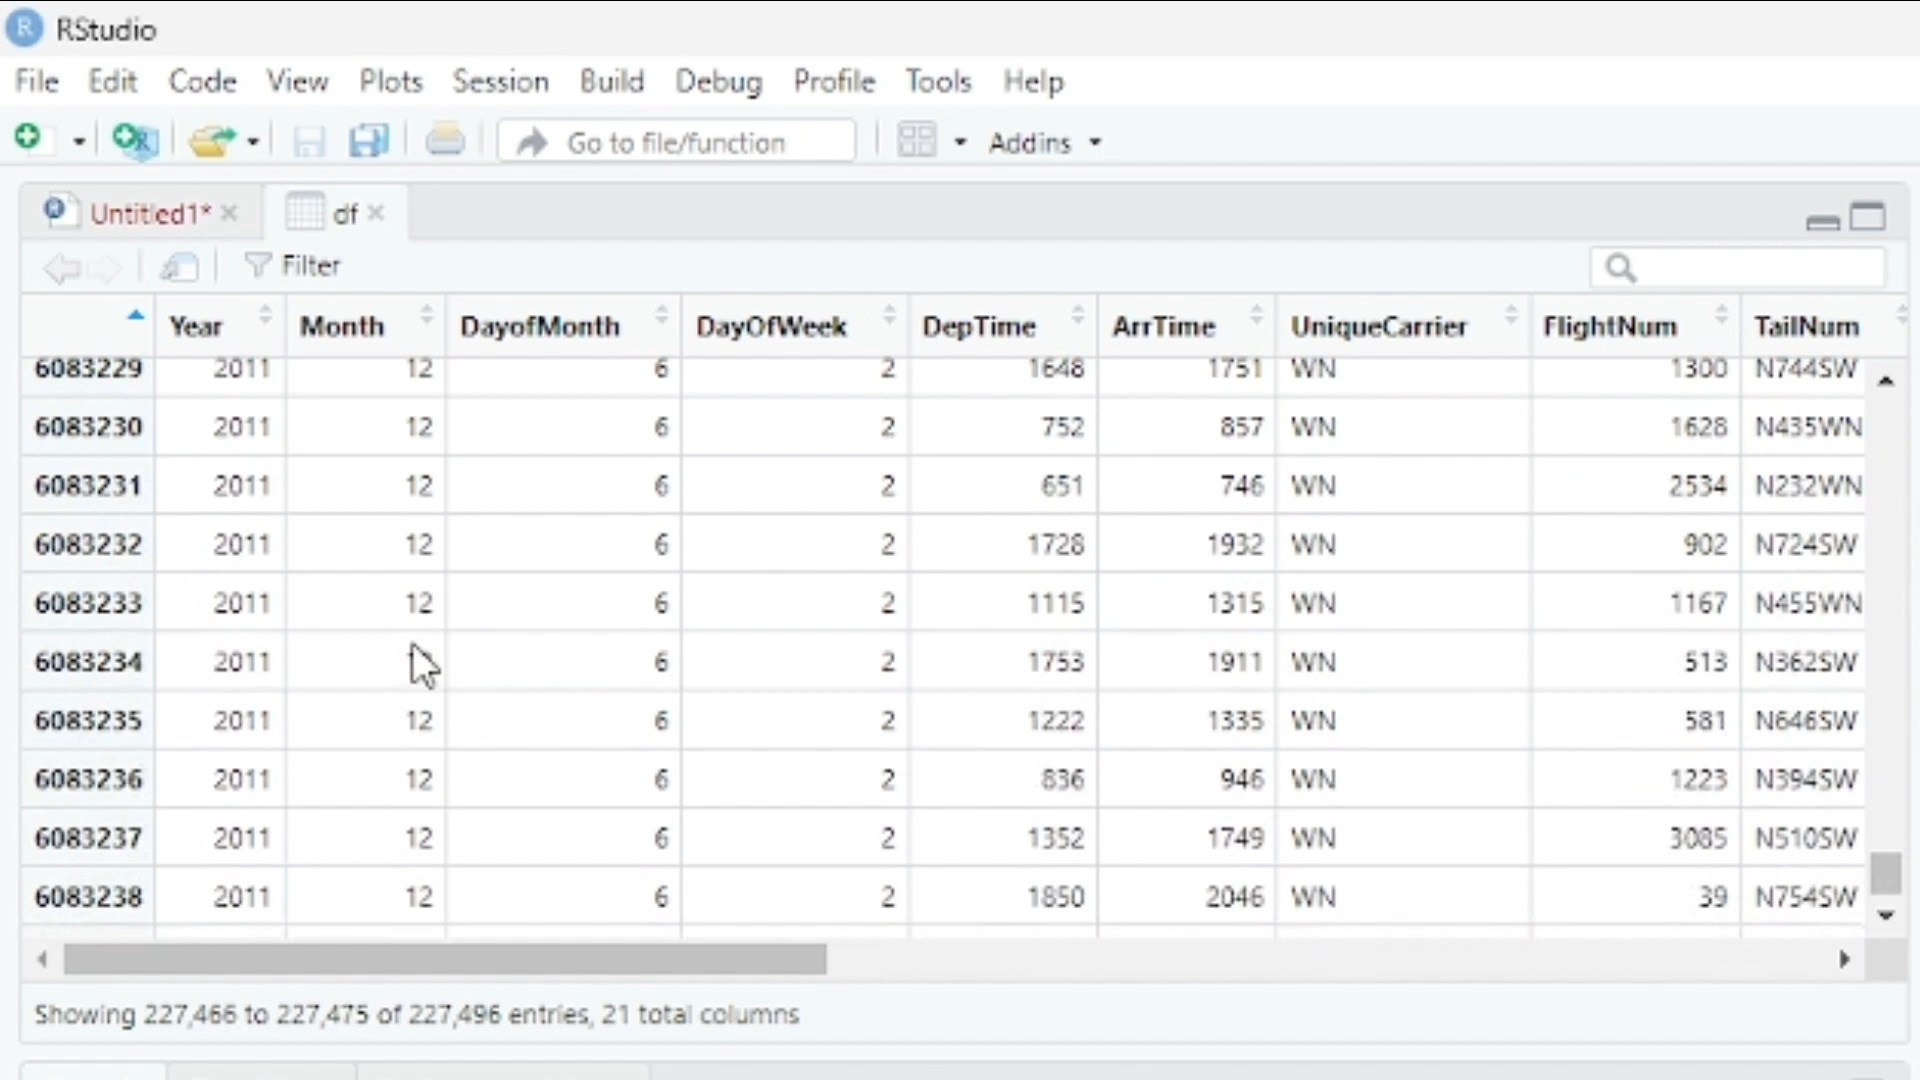 RStudio
File Edit Code View Plots Session Build Debug Profile Tools Help
Go to file/function Addins
Untitled1* df
Filter
Year Month DayofMonth DayOfWeek DepTime ArrTime UniqueCarrier FlightNum TailNum
6083229 2011 12 6 2 1648 1751 WN 1300 N744SW
6083230 2011 12 6 2 752 857 WN 1628 N435WN
6083231 2011 12 6 2 651 746 WN 2534 N232WN
6083232 2011 12 6 2 1728 1932 WN 902 N724SW
6083233 2011 12 6 2 1115 1315 WN 1167 N455WN
6083234 2011 6 2 1753 1911 WN 513 N362SW
6083235 2011 12 6 2 1222 1335 WN 581 N646SW
6083236 2011 12 6 2 836 946 WN 1223 N394SW
6083237 2011 12 6 2 1352 1749 WN 3085 N510SW
6083238 2011 12 6 2 1850 2046 WN 39 N754SW
Showing 227,466 to 227,475 of 227,496 entries, 21 total columns